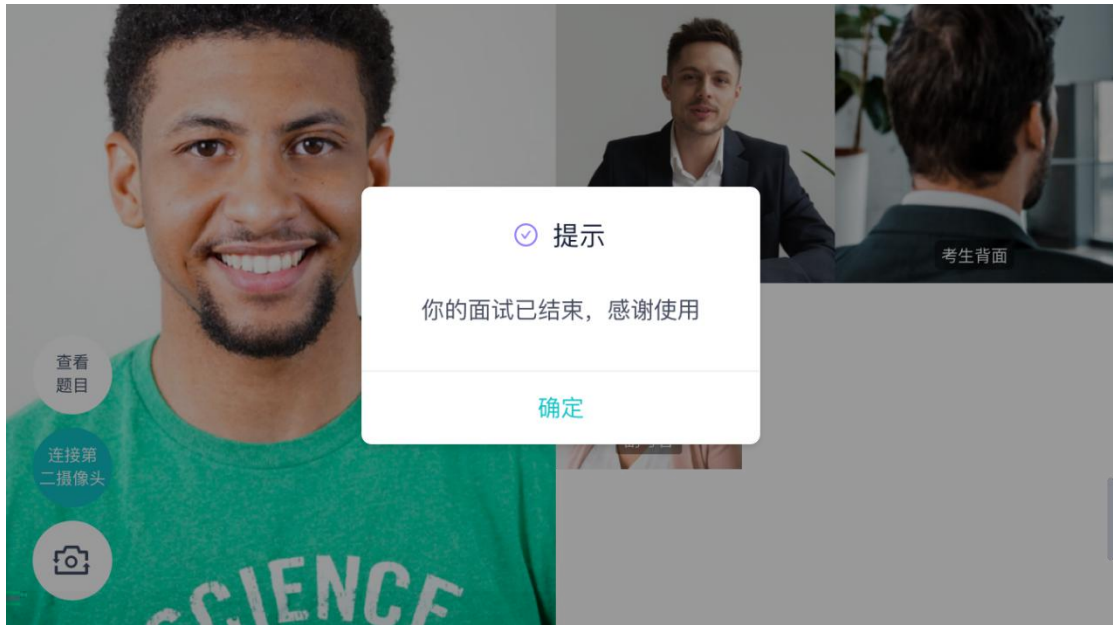 提示
你的面试已结束，感谢使用
确定
考生背面
查看
题目
连接第
二摄像头
SCIENCE